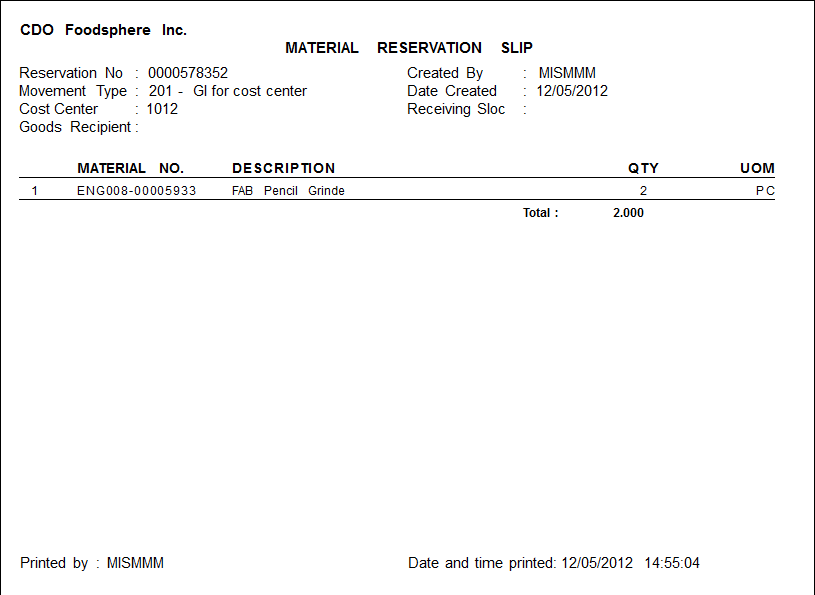 CDO Foodsphere Inc.
MATERIAL RESERVATION SLIP
Reservation No : 0000578352 Created By : MISMMM
Movement Type : 201 - GI for cost center Date Created : 12/05/2012
Cost Center : 1012 Receiving Sloc :
Goods Recipient :
MATERIAL NO. DESCRIPTION QTY UOM
1 ENG008-00005933 FAB Pencil Grinde 2 PC
Total : 2.000
Printed by : MISMMM Date and time printed: 12/05/2012 14:55:04